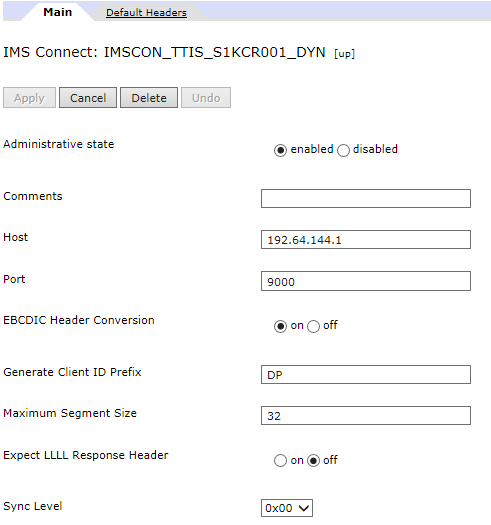 Main Default Headers
IMS Connect: IMSCON_TTIS_S1KCR001_DYN [up]
Apply Cancel Delete Undo
Administrative state enabled disabled
Comments
Host 192.64.144.1
Port 9000
EBCDIC Header Conversion on off
Generate Client ID Prefix DP
Maximum Segment Size 32
Expect LLLL Response Header on off
Sync Level 0x00